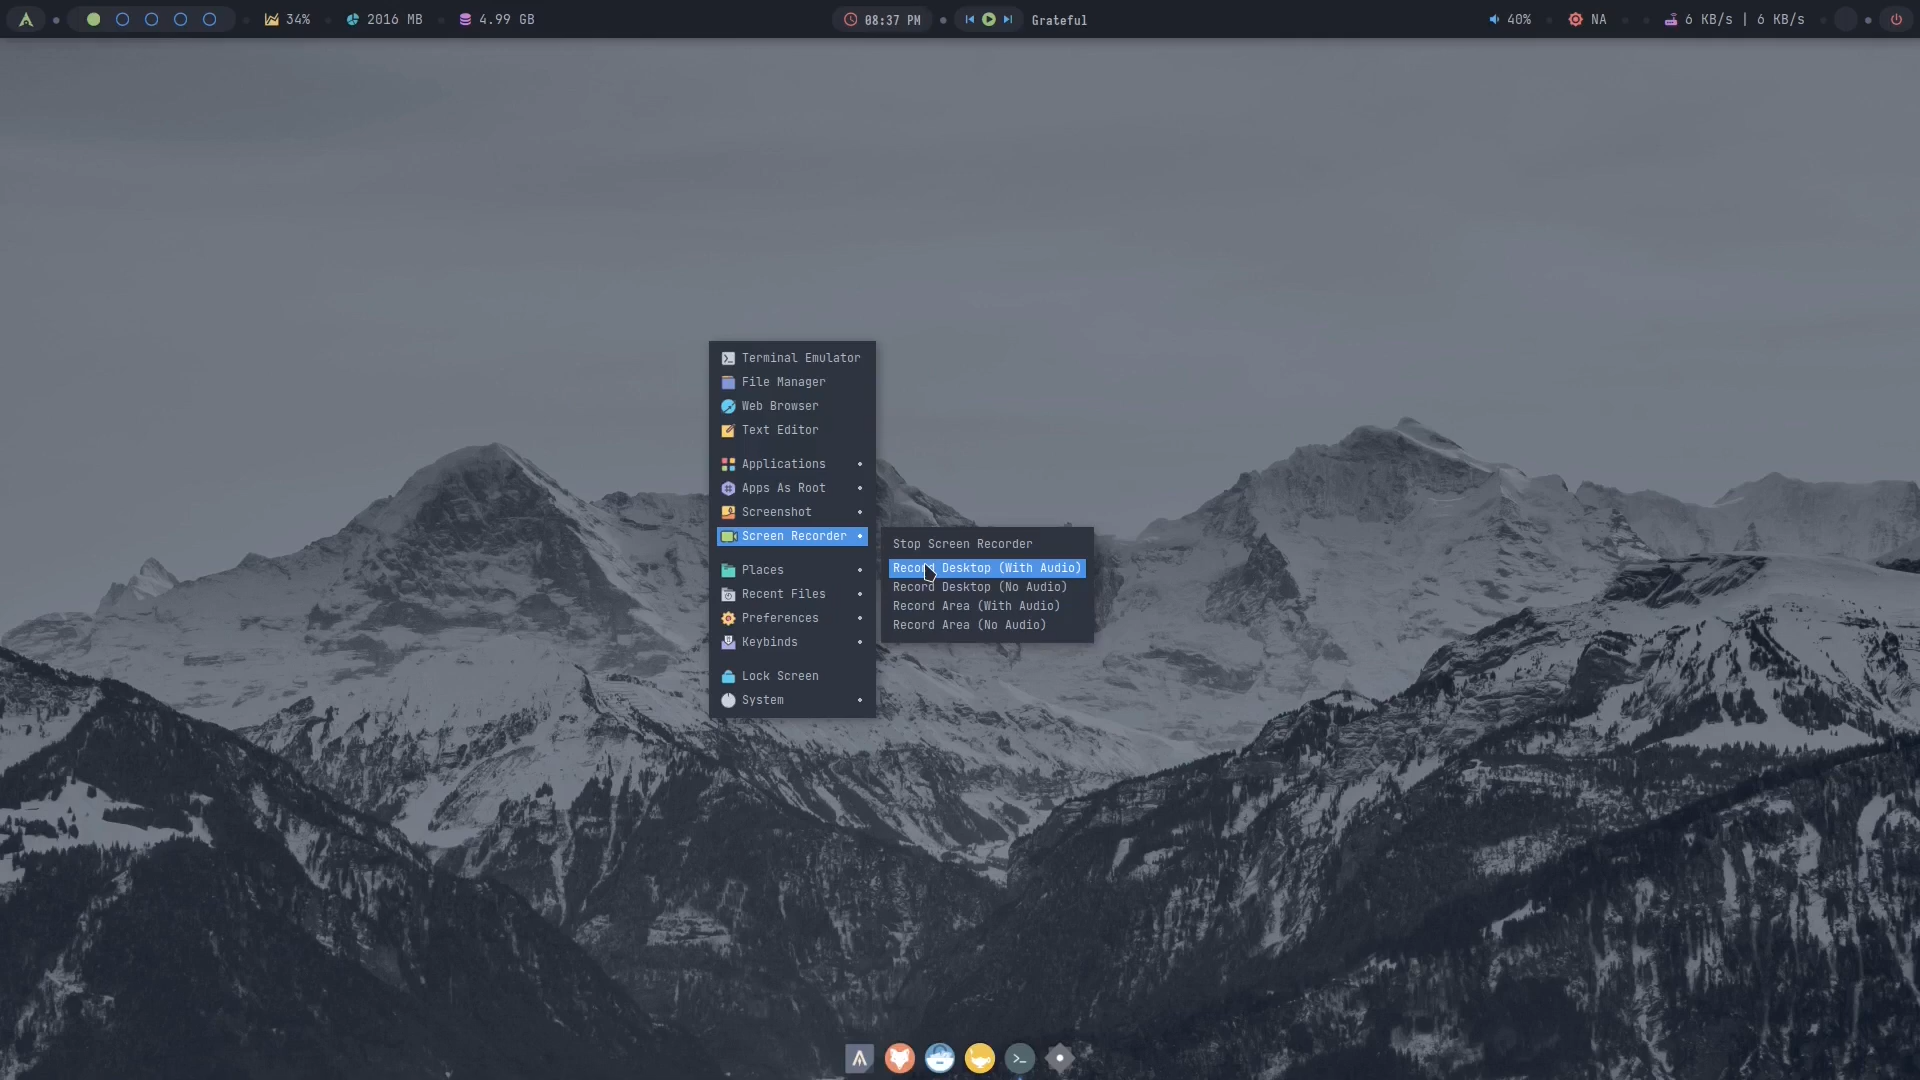 34%
2016 MB
4.99 GB
08:37 PM
Grateful
40%
NA
6 KB/s | 6 KB/s
Terminal Emulator
File Manager
Web Browser
Text Editor
Applications
Apps As Root
Screenshot
Screen Recorder
Places
Recent Files
Preferences
Keybinds
Lock Screen
System
Stop Screen Recorder
Record Desktop (With Audio)
Record Desktop (No Audio)
Record Area (With Audio)
Record Area (No Audio)